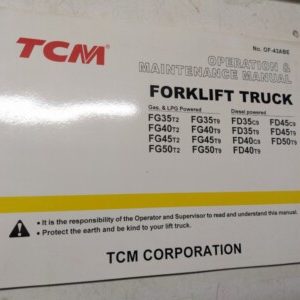 TCM
No. OF-43ABE
OPERATION &
MAINTENANCE MANUAL
FORKLIFT TRUCK
Gas, & LPG Powered
Diesel powered
FG35T2 FG35T9 FD35C9 FD45C9
FG40T2 FG40T9 FD35T9 FD45T9
FG45T2 FG45T9 FD40C9 FD50T9
FG50T2 FG50T9 FD40T9
• It is the responsibility of the Operator and Supervisor to read and understand this manual.
• Protect the earth and be kind to your lift truck.
TCM CORPORATION